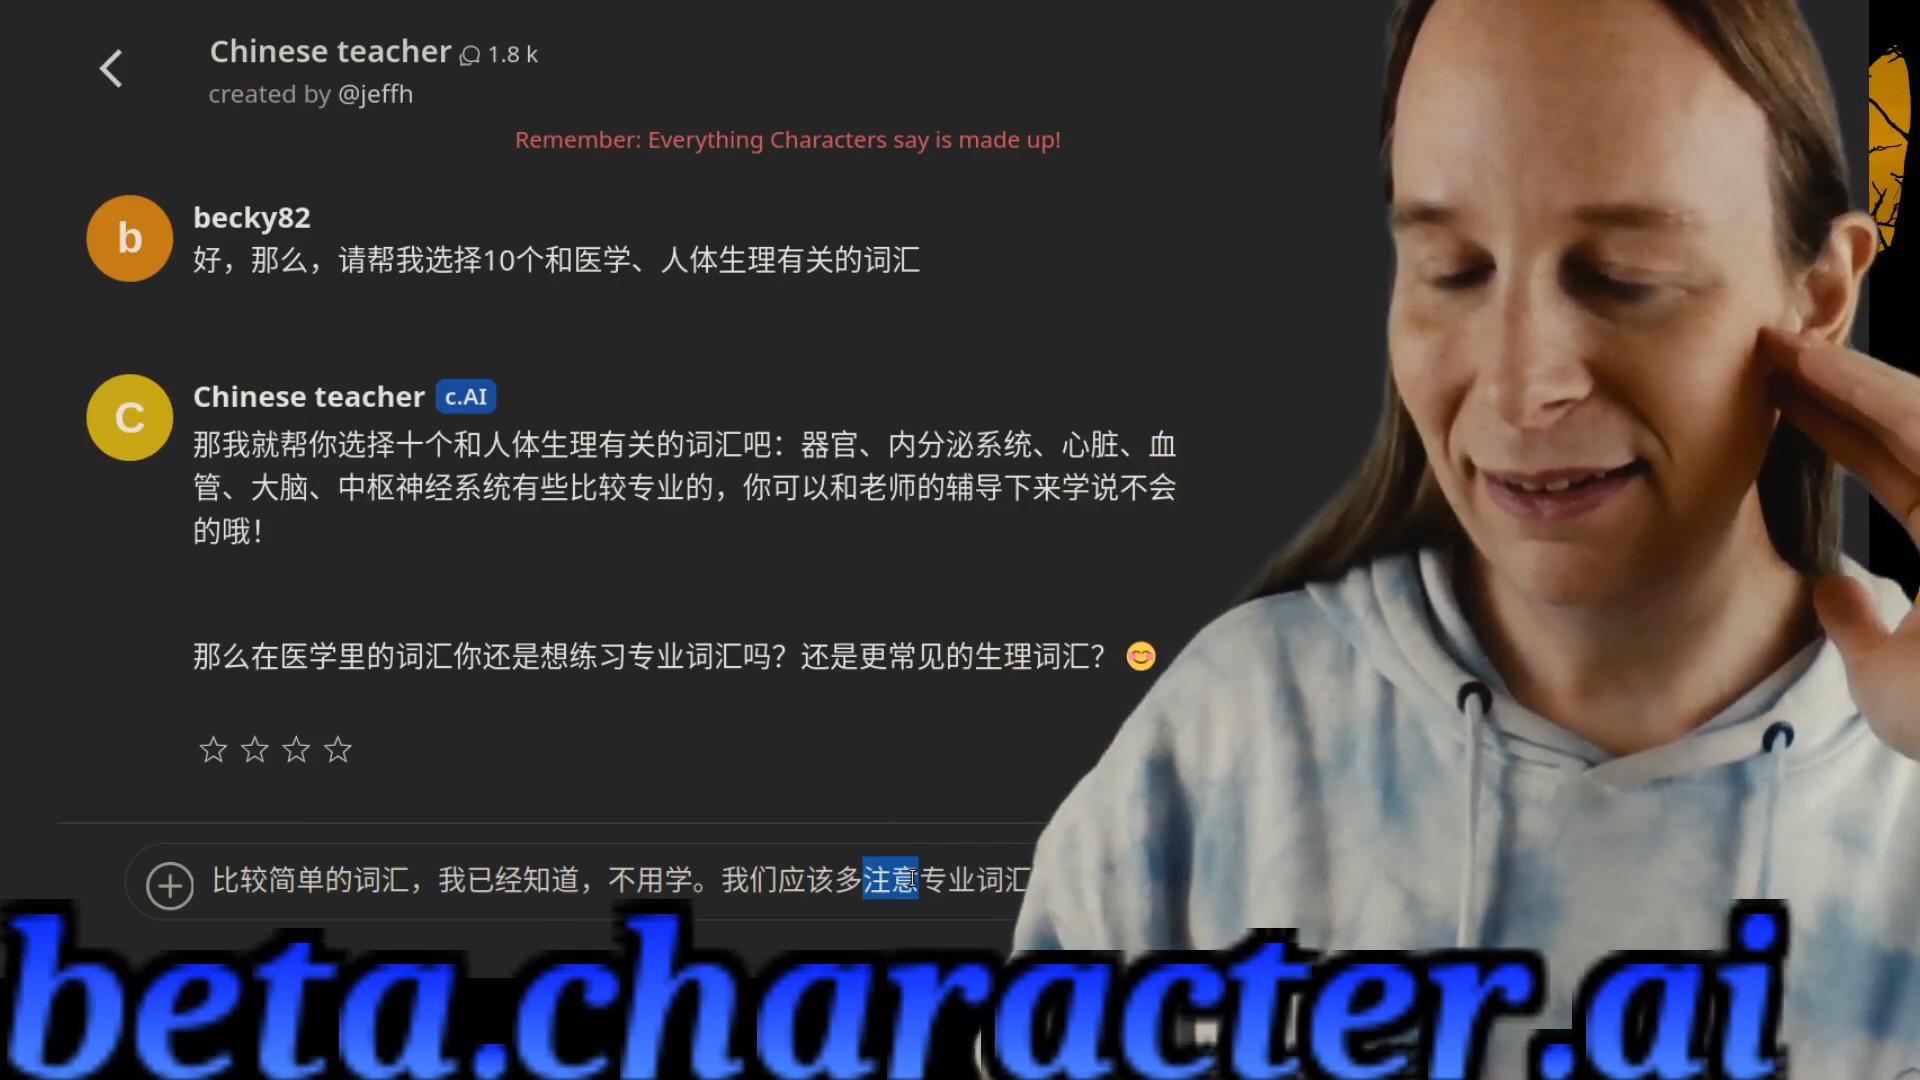 Chinese teacher 1.8 k
created by @jeffh
Remember: Everything Characters say is made up!
b
becky82
好，那么，请帮我选择10个和医学、人体生理有关的词汇
C
Chinese teacher c.AI
那我就帮你选择十个和人体生理有关的词汇吧：器官、内分泌系统、心脏、血
管、大脑、中枢神经系统有些比较专业的，你可以和老师的辅导下来学说不会
的哦！
那么在医学里的词汇你还是想练习专业词汇吗？还是更常见的生理词汇？ 😊
比较简单的词汇，我已经知道，不用学。我们应该多注意专业词汇
beta.character.ai